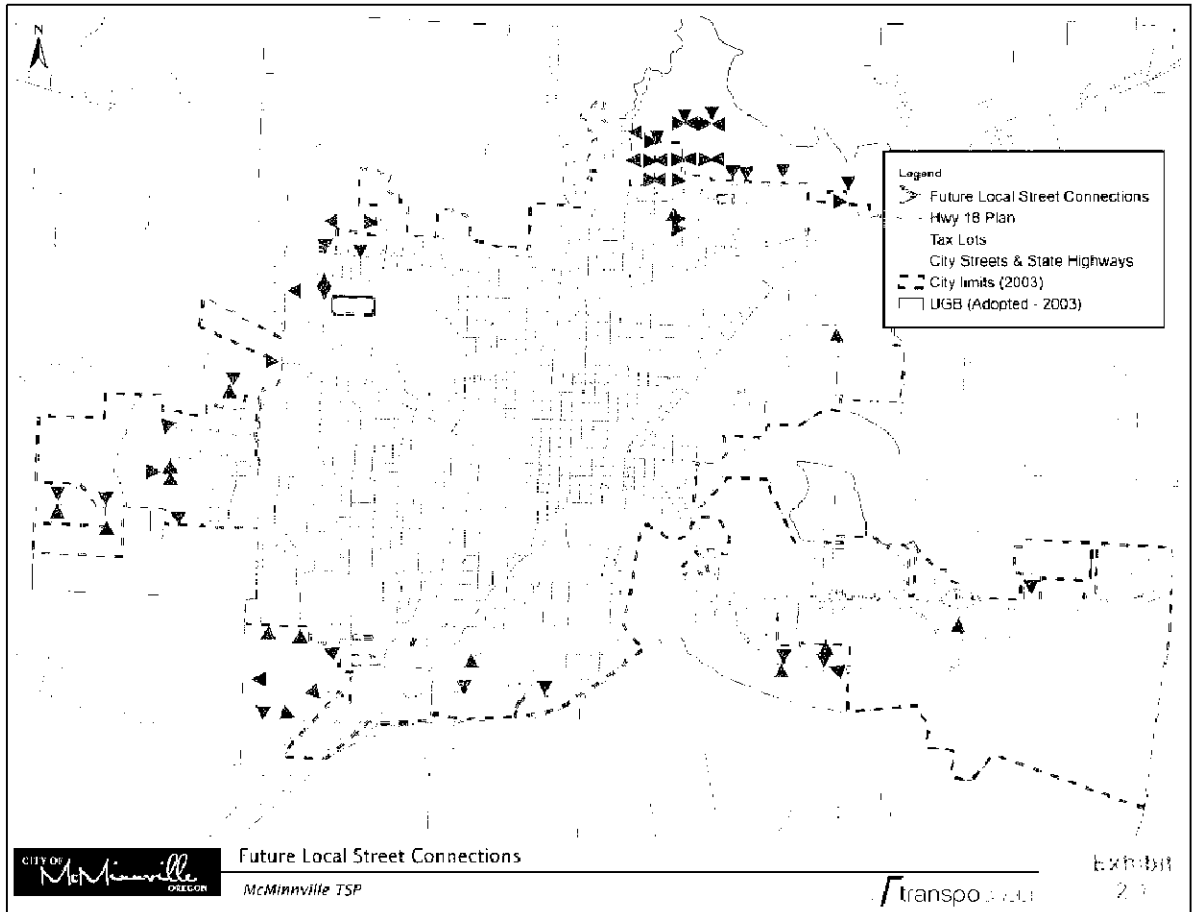 N
Legend
Future Local Street Connections
Hwy 18 Plan
Tax Lots
City Streets & State Highways
City limits (2003)
UGB (Adopted - 2003)
CITY OF
McMinnville
OREGON
Future Local Street Connections
McMinnville TSP
transpo
Exhibit